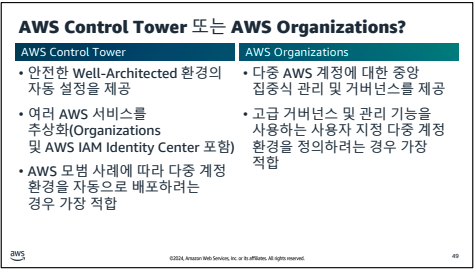 AWS Control Tower 또는 AWS Organizations?
AWS Control Tower
• 안전한 Well-Architected 환경의
자동 설정을 제공
• 여러 AWS 서비스를
추상화(Organizations
및 AWS IAM Identity Center 포함)
• AWS 모범 사례에 따라 다중 계정
환경을 자동으로 배포하려는
경우 가장 적합
AWS Organizations
• 다중 AWS 계정에 대한 중앙
집중식 관리 및 거버넌스를 제공
• 고급 거버넌스 및 관리 기능을
사용하는 사용자 지정 다중 계정
환경을 정의하려는 경우 가장
적합
aws
©2024, Amazon Web Services, Inc. or its affiliates. All rights reserved.
49